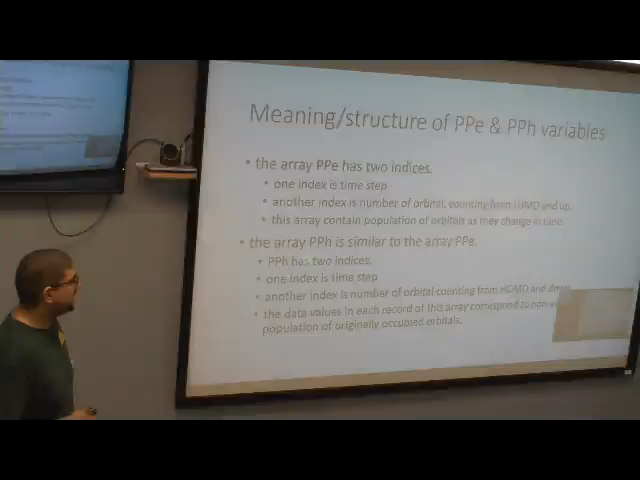 Meaning/structure of PPe & PPh variables
• the array PPe has two indices.
• one index is time step
• another index is number of orbital, counting from LUMO and up.
• this array contain population of orbitals as they change in time.
• the array PPh is similar to the array PPe.
• PPh has two indices.
• one index is time step
• another index is number of orbital counting from HOMO and down
• the data values in each record of this array correspond to non-
population of originally occupied orbitals.